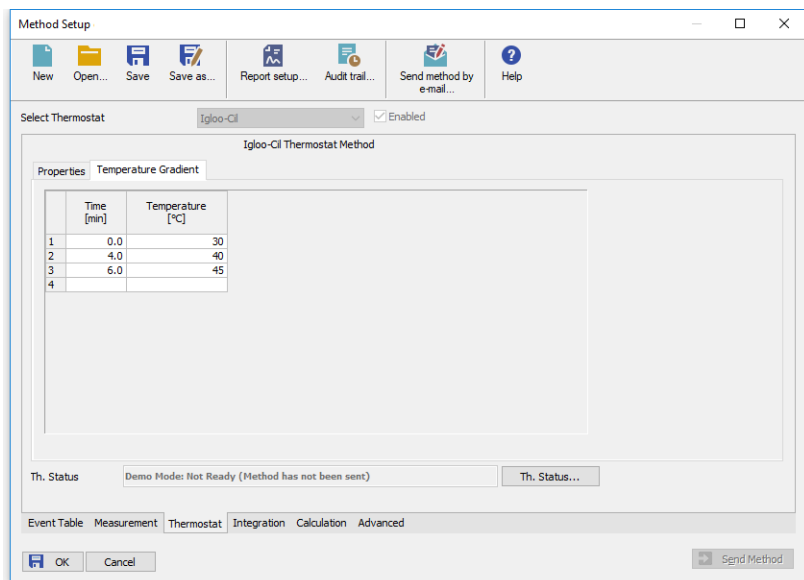 Method Setup
New Open... Save Save as... Report setup... Audit trail... Send method by e-mail... Help
Select Thermostat Igloo-Cil Enabled
Igloo-Cil Thermostat Method
Properties Temperature Gradient
Time [min] Temperature [°C]
1 0.0 30
2 4.0 40
3 6.0 45
4
Th. Status Demo Mode: Not Ready (Method has not been sent) Th. Status...
Event Table Measurement Thermostat Integration Calculation Advanced
OK Cancel Send Method